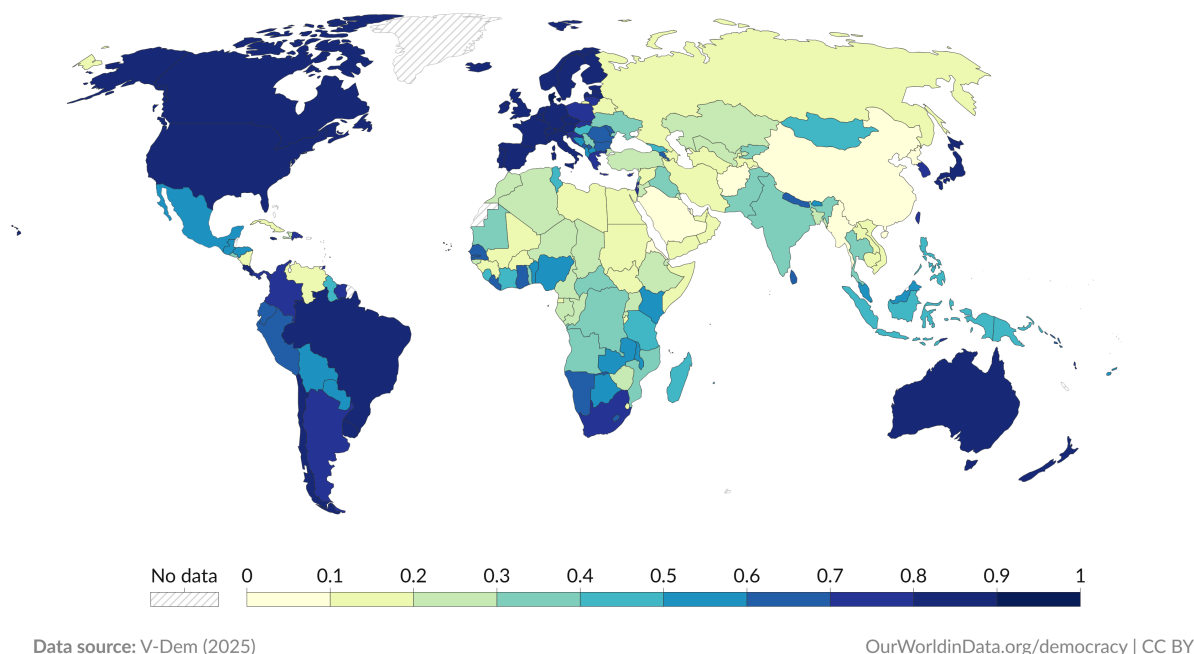 No data 0 0.1 0.2 0.3 0.4 0.5 0.6 0.7 0.8 0.9 1
Data source: V-Dem (2025) OurWorldinData.org/democracy | CC BY